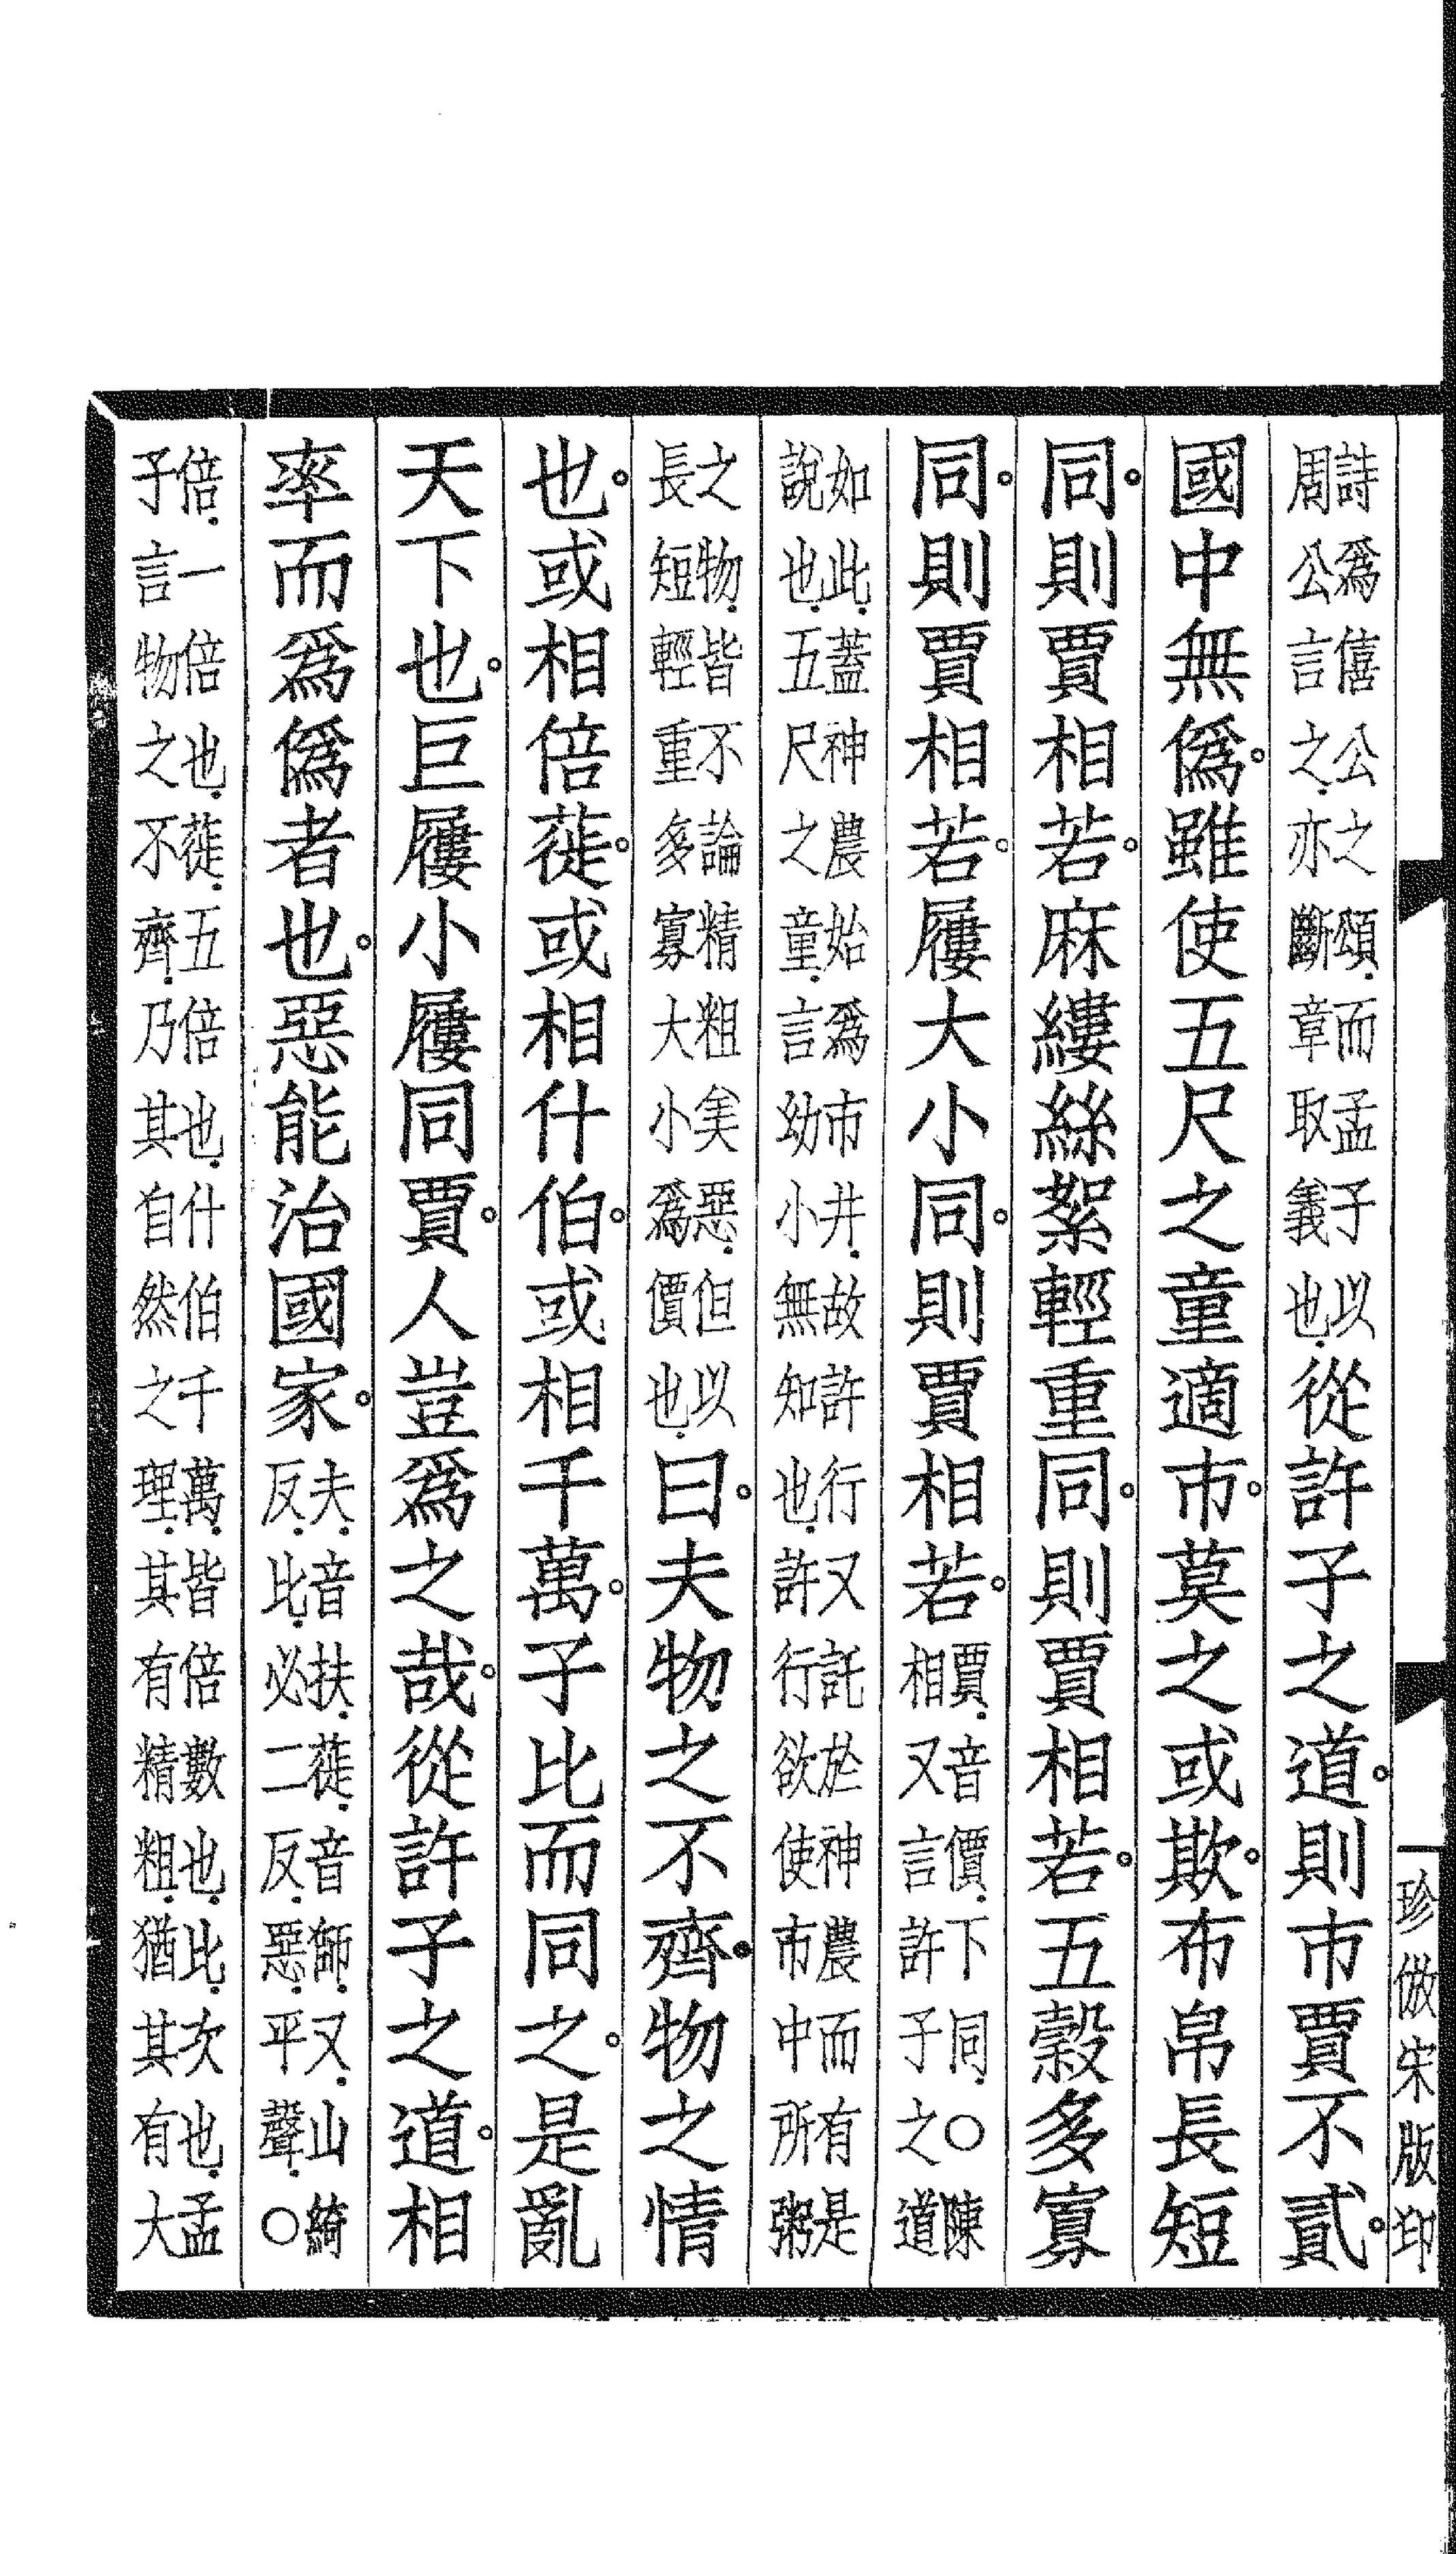 珍倣宋版印
詩爲僖公之頌．而孟子以
周公言之．亦斷章取義也．
從許子之道。則市賈不貳。
國中無僞。雖使五尺之童適市。莫之或欺。布帛長短
同。則賈相若。麻縷絲絮輕重同。則賈相若。五穀多寡
同。則賈相若。屨大小同。則賈相若。
賈．音價．下同．○陳
相又言許子之道
如此．蓋神農始爲市井．故許行又託於神農而有是
說也．五尺之童．言幼小無知也．許行欲使市中所粥
之物．皆不論精粗美惡．但以
長短輕重多寡大小爲價也．
曰。夫物之不齊。物之情
也。或相倍蓰。或相什伯。或相千萬。子比而同之。是亂
天下也。巨屨小屨同賈。人豈爲之哉。從許子之道。相
率而爲僞者也。惡能治國家。
夫．音扶．蓰．音師．又．山綺
反．比．必二反．惡．平聲．○
倍．一倍也．蓰．五倍也．什伯千萬．皆倍數也．比．次也．孟
子言物之不齊．乃其自然之理．其有精粗．猶其有大